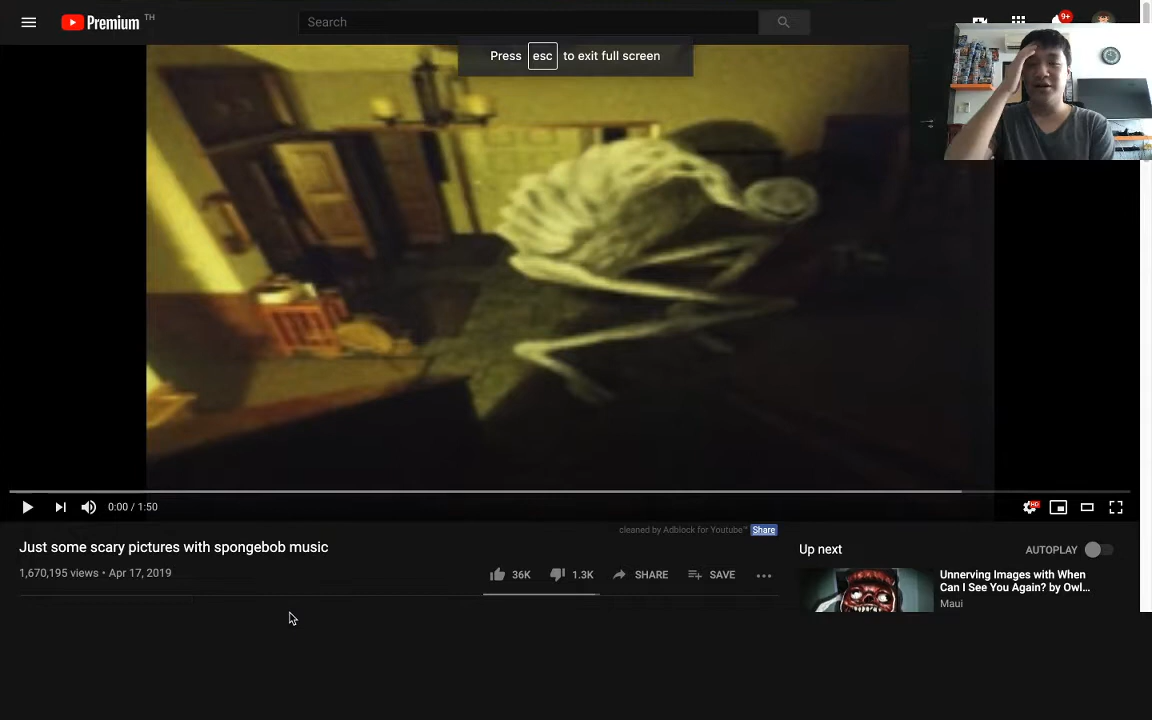 Premium TH
Search
9+
Press esc to exit full screen
0:00 / 1:50
HD
cleaned by Adblock for Youtube™ Share
Just some scary pictures with spongebob music
1,670,195 views • Apr 17, 2019
36K
1.3K
SHARE
SAVE
Up next
AUTOPLAY
Unnerving Images with When
Can I See You Again? by Owl...
Maui